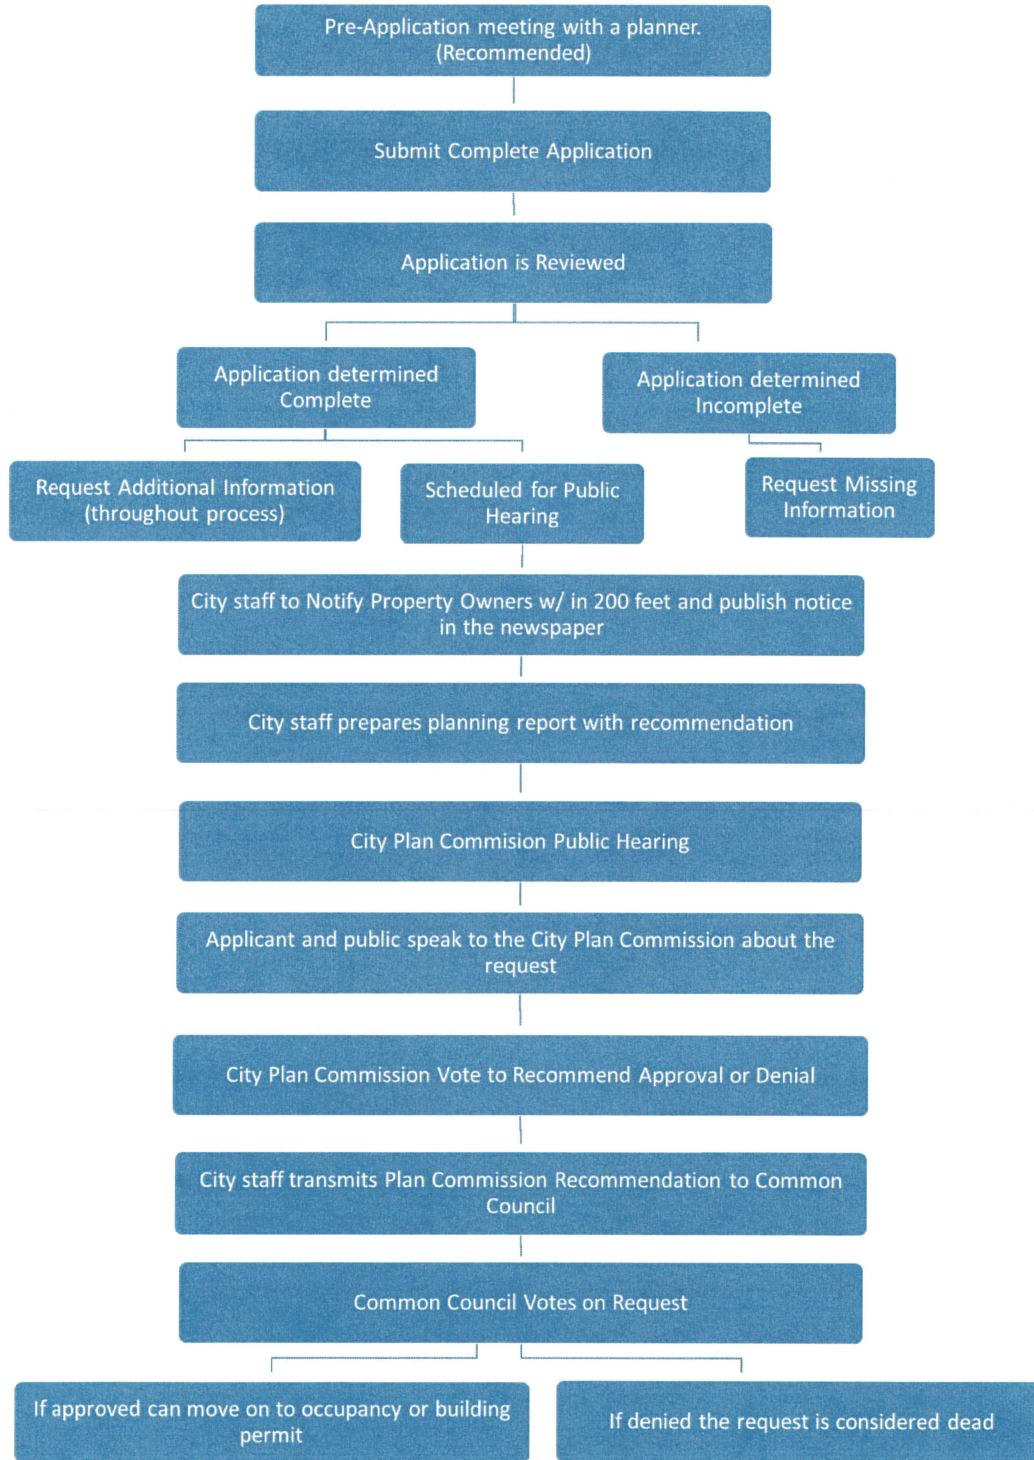 Pre-Application meeting with a planner.
(Recommended)
Submit Complete Application
Application is Reviewed
Application determined
Complete
Application determined
Incomplete
Request Additional Information
(throughout process)
Scheduled for Public
Hearing
Request Missing
Information
City staff to Notify Property Owners w/ in 200 feet and publish notice
in the newspaper
City staff prepares planning report with recommendation
City Plan Commision Public Hearing
Applicant and public speak to the City Plan Commission about the
request
City Plan Commission Vote to Recommend Approval or Denial
City staff transmits Plan Commission Recommendation to Common
Council
Common Council Votes on Request
If approved can move on to occupancy or building
permit
If denied the request is considered dead